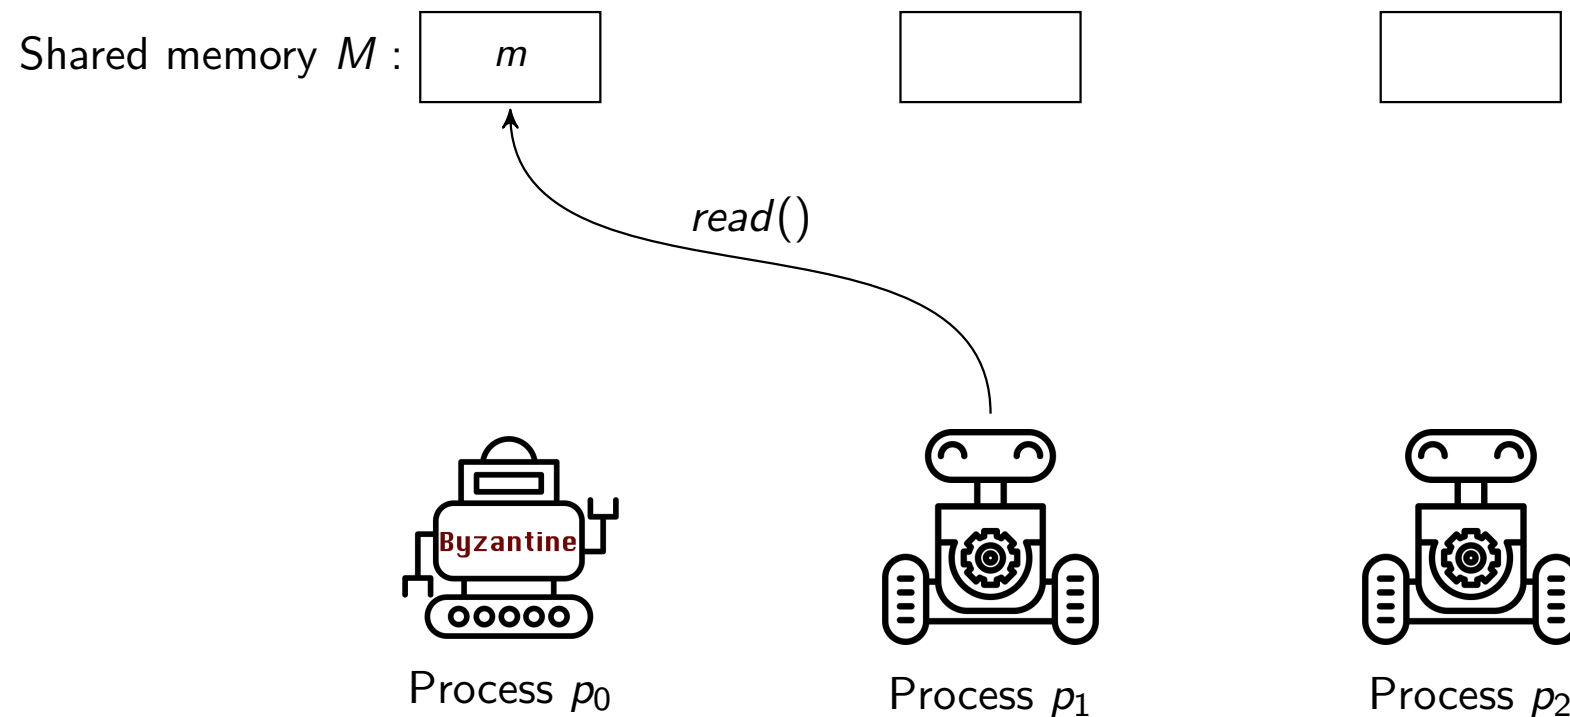 Shared memory M : m
read()
Byzantine
Process p₀ Process p₁ Process p₂